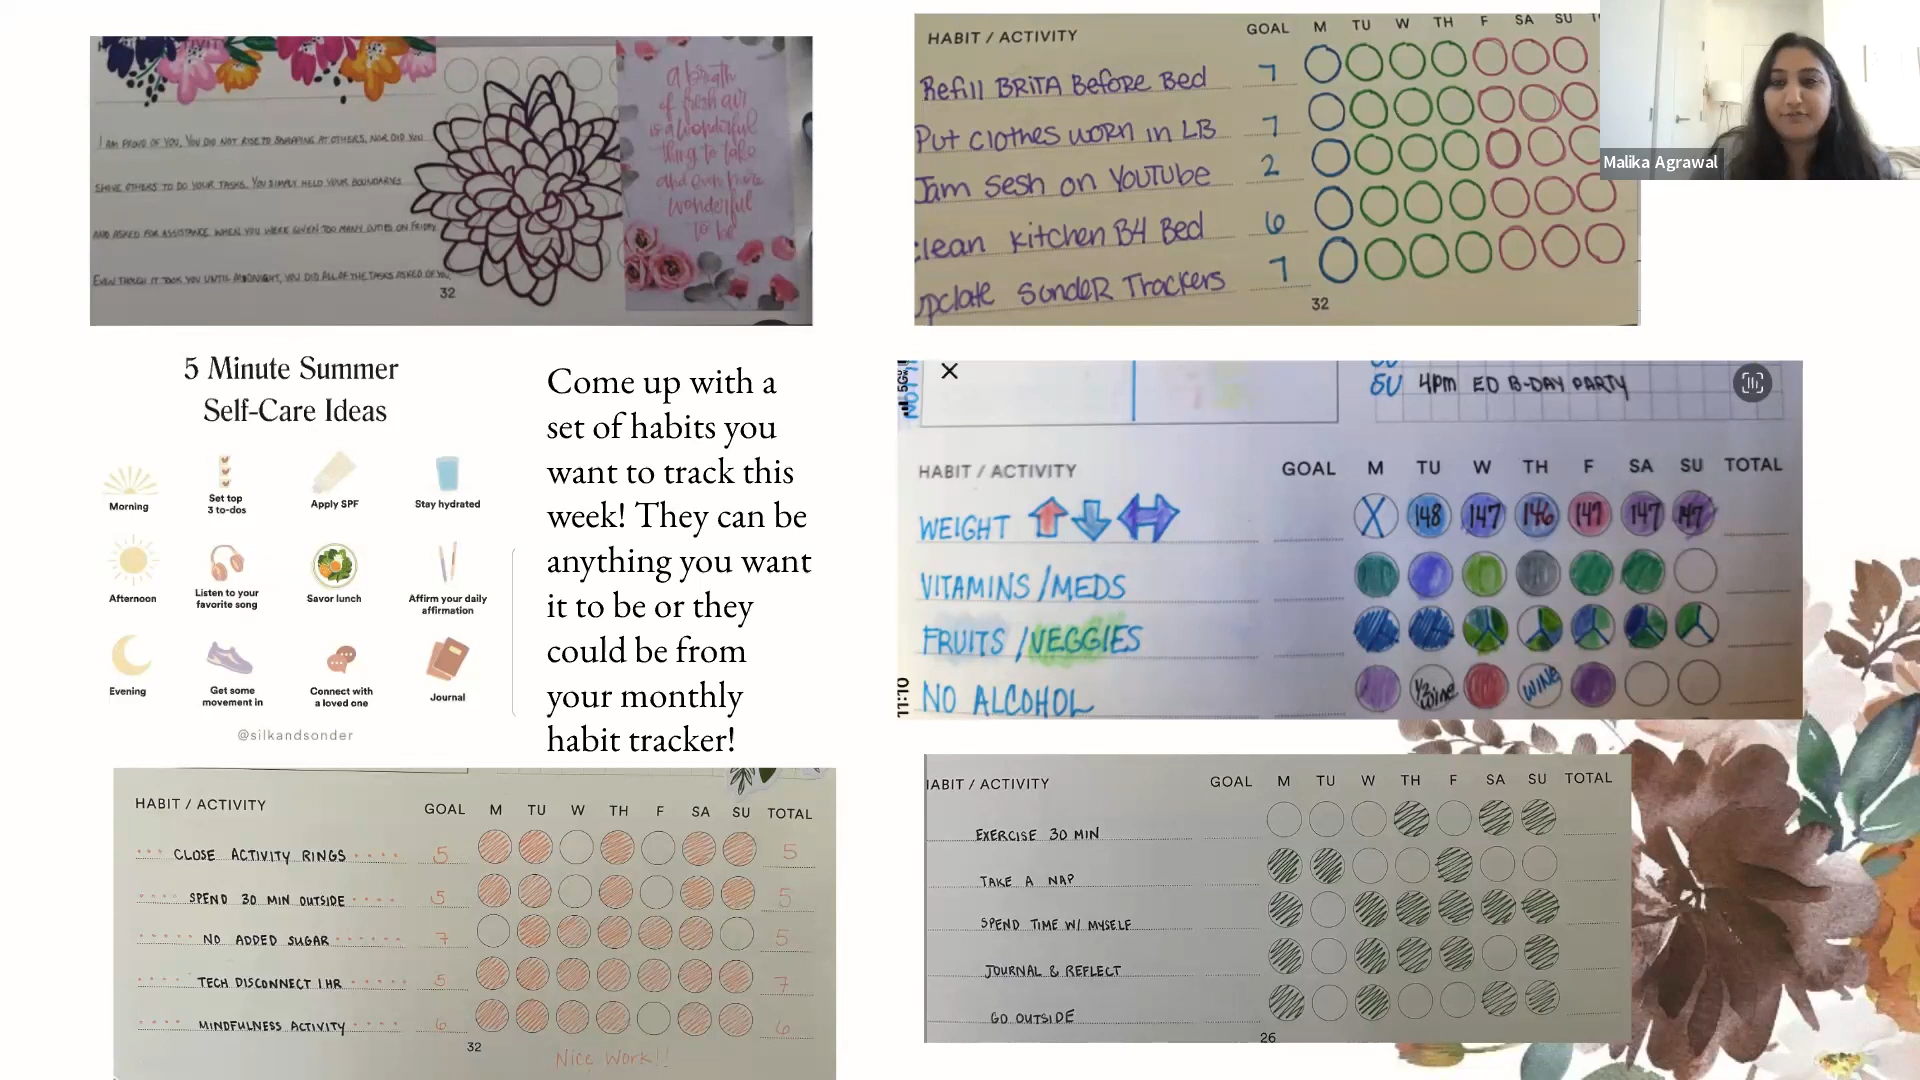 I AM PROUD OF YOU. YOU DID NOT RISE TO SNAPPING AT OTHERS, NOR DID YOU
OTHERS TO DO YOUR TASKS. YOU SIMPLY HELD YOUR BOUNDARIES
AND ASKED FOR ASSISTANCE WHEN YOU WERE GIVEN TOO MANY DUTIES ON FRIDAY.
EVEN THOUGH IT TOOK YOU UNTIL MIDNIGHT, YOU DID ALL OF THE TASKS ASKED OF YOU.
32
a breath
of fresh air
is a wonderful
thing to take
and even more
wonderful
to be
HABIT / ACTIVITY GOAL M TU W TH F SA SU
Refill BRITA Before Bed 7
Put clothes worn in LB 7
Jam Sesh on YouTube 2
clean kitchen B4 Bed 6
update Sonder Trackers 7
32
Malika Agrawal
5 Minute Summer
Self-Care Ideas
Morning
Set top
3 to-dos
Apply SPF
Stay hydrated
Afternoon
Listen to your
favorite song
Savor lunch
Affirm your daily
affirmation
Evening
Get some
movement in
Connect with
a loved one
Journal
@silkandsonder
Come up with a
set of habits you
want to track this
week! They can be
anything you want
it to be or they
could be from
your monthly
habit tracker!
5G
11:10
SU 4PM ED B-DAY PARTY
HABIT / ACTIVITY GOAL M TU W TH F SA SU TOTAL
WEIGHT X 148 147 146 147 147 147
VITAMINS / MEDS
FRUITS / VEGGIES
NO ALCOHOL 1/2 wine WINE
HABIT / ACTIVITY GOAL M TU W TH F SA SU TOTAL
CLOSE ACTIVITY RINGS 5 5
SPEND 30 MIN OUTSIDE 5 5
NO ADDED SUGAR 7 5
TECH DISCONNECT 1 HR 5 7
MINDFULNESS ACTIVITY 6 6
32
Nice Work!!
HABIT / ACTIVITY GOAL M TU W TH F SA SU TOTAL
EXERCISE 30 MIN
TAKE A NAP
SPEND TIME W/ MYSELF
JOURNAL & REFLECT
GO OUTSIDE
26